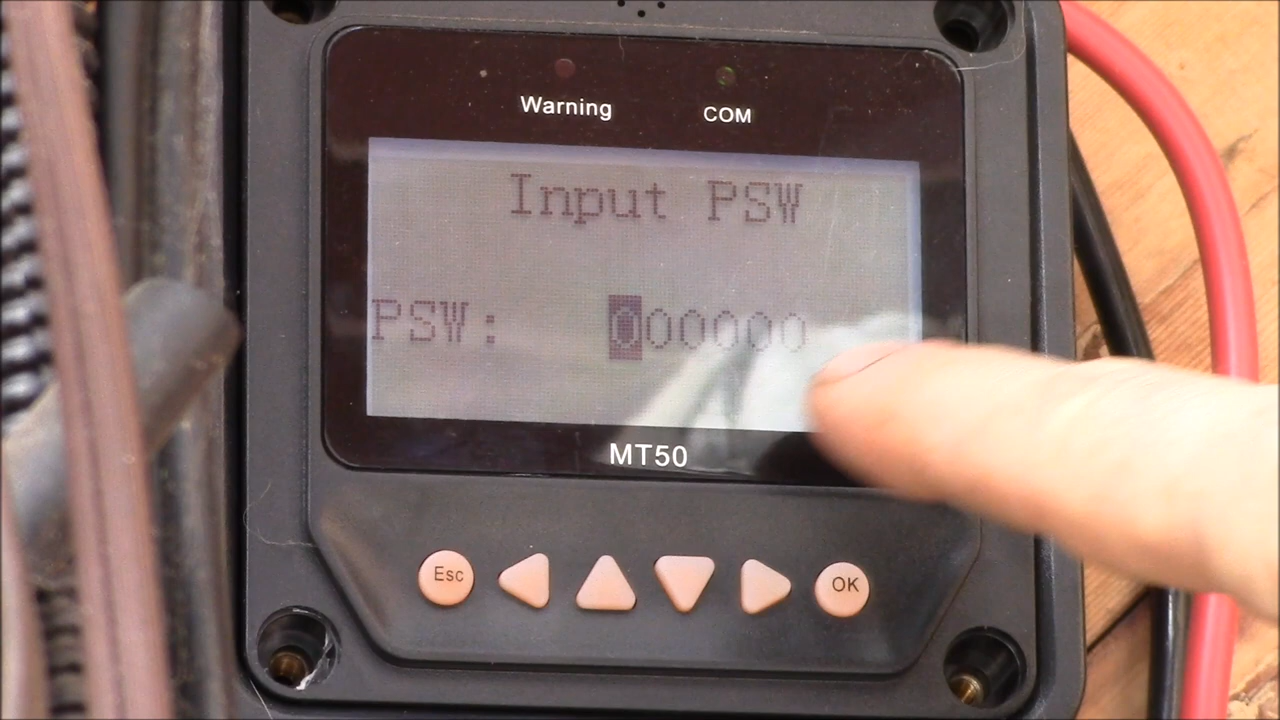 Warning COM
Input PSW
PSW: 000000
MT50
Esc OK